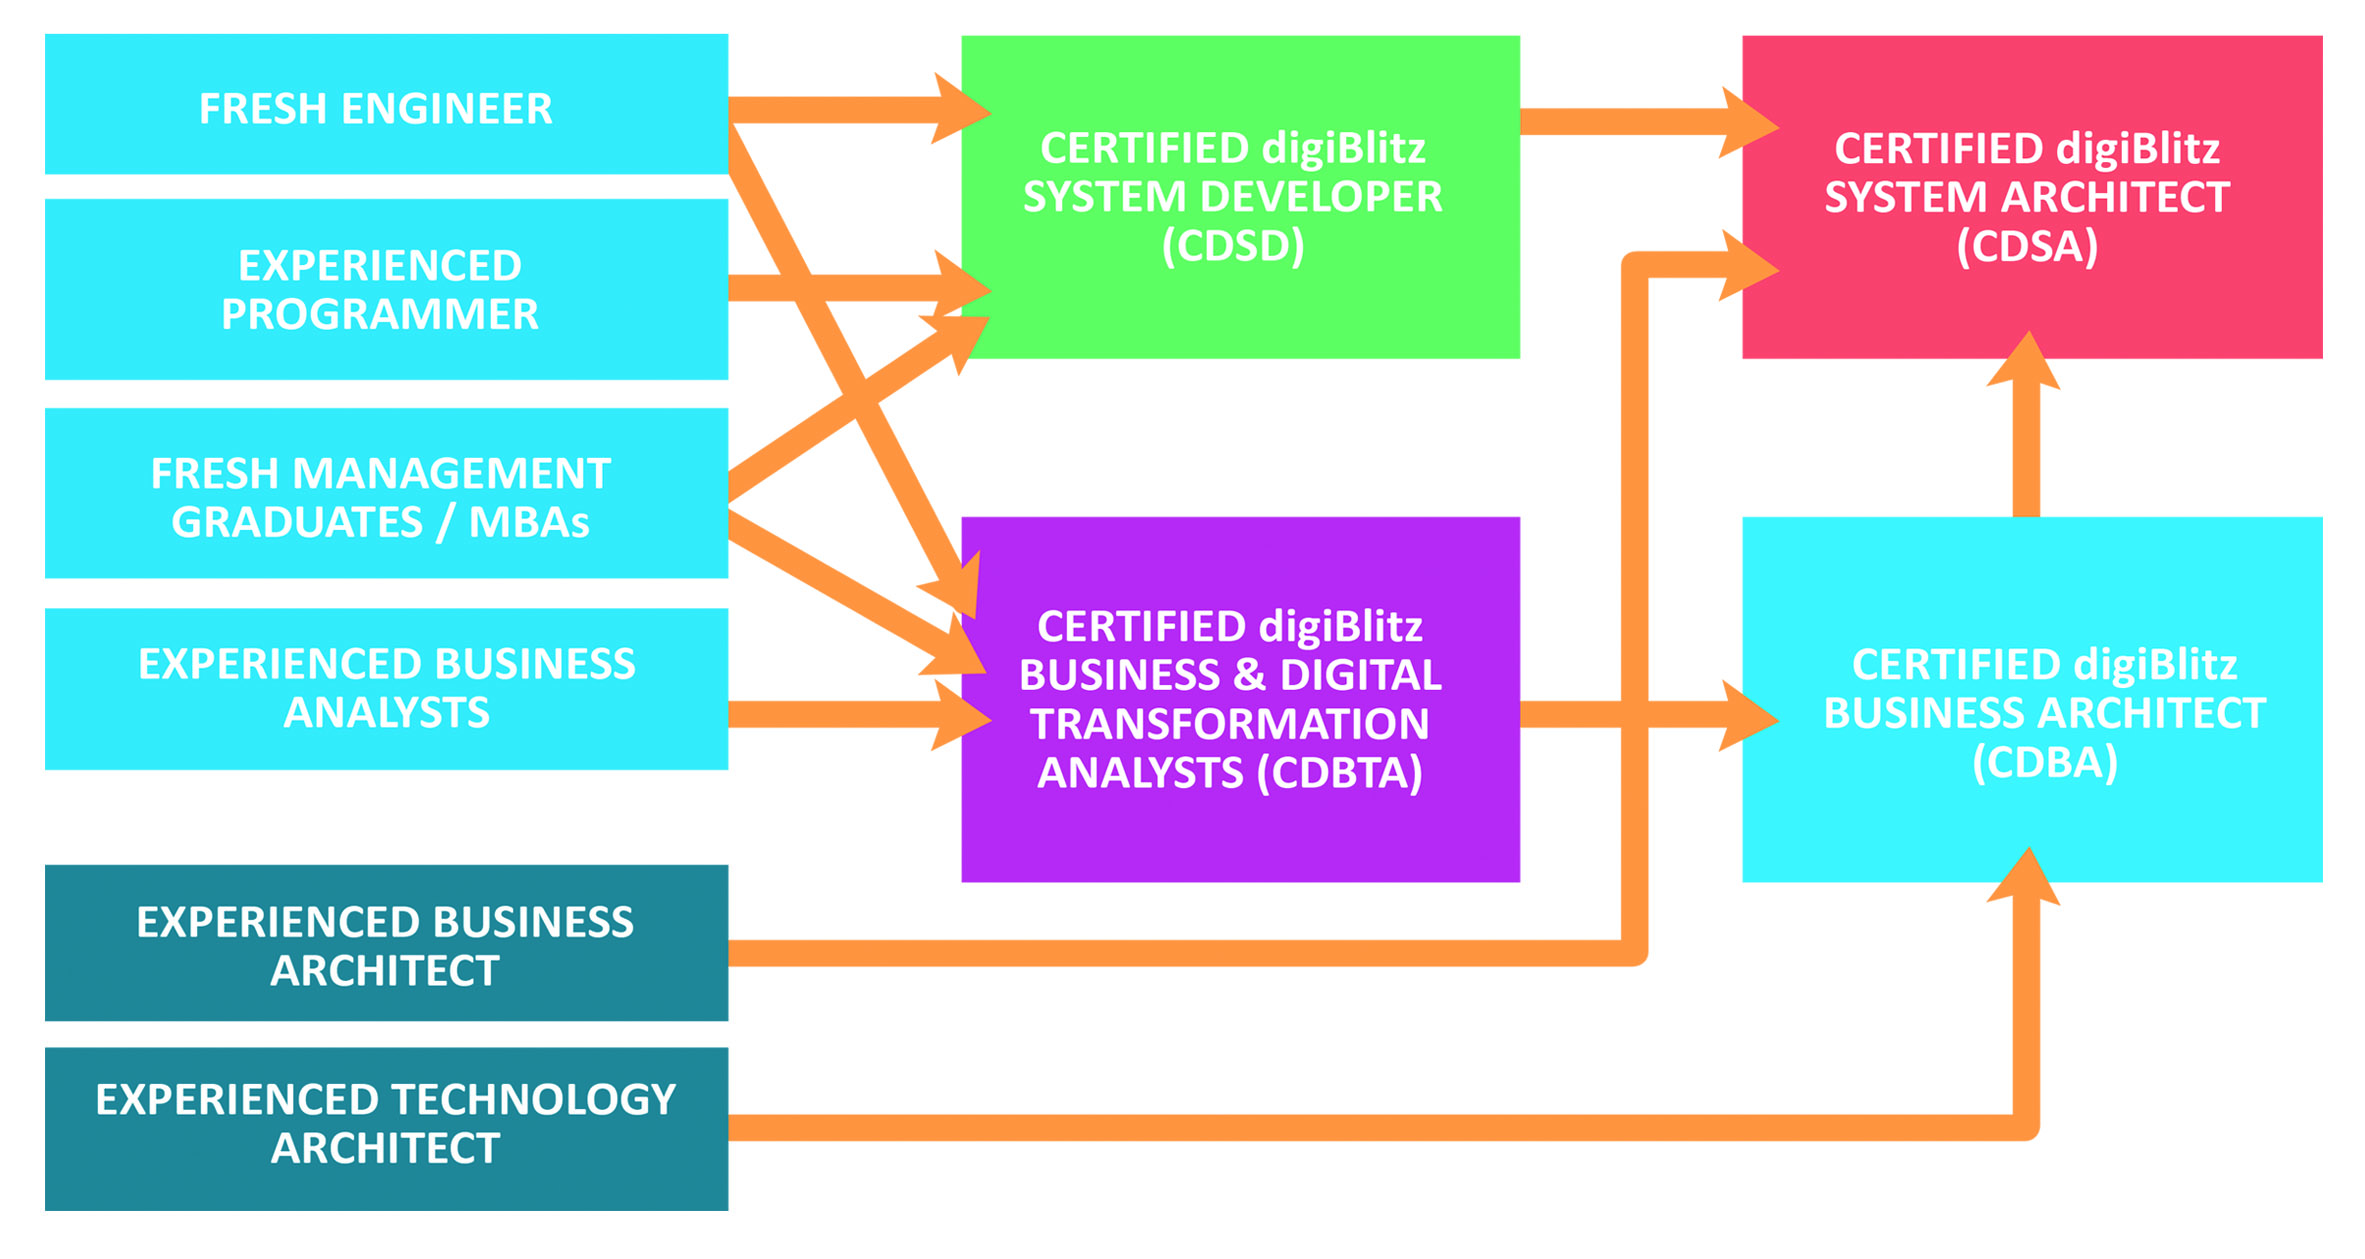 FRESH ENGINEER
EXPERIENCED
PROGRAMMER
FRESH MANAGEMENT
GRADUATES / MBAs
EXPERIENCED BUSINESS
ANALYSTS
EXPERIENCED BUSINESS
ARCHITECT
EXPERIENCED TECHNOLOGY
ARCHITECT
CERTIFIED digiBlitz
SYSTEM DEVELOPER
(CDSD)
CERTIFIED digiBlitz
BUSINESS & DIGITAL
TRANSFORMATION
ANALYSTS (CDBTA)
CERTIFIED digiBlitz
SYSTEM ARCHITECT
(CDSA)
CERTIFIED digiBlitz
BUSINESS ARCHITECT
(CDBA)